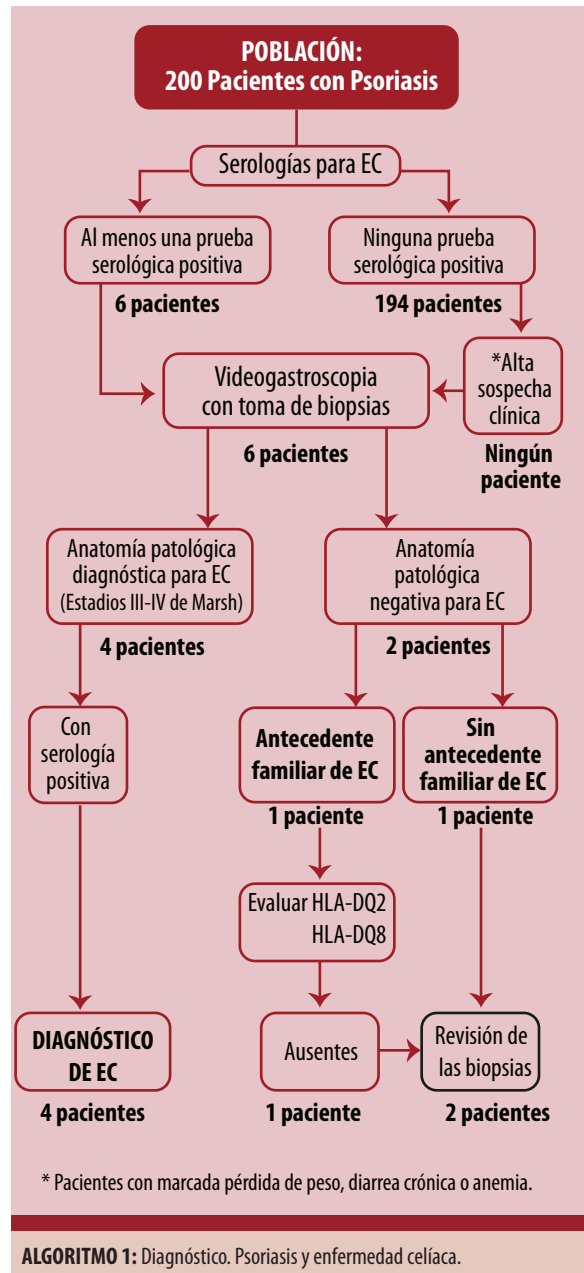 POBLACIÓN:
200 Pacientes con Psoriasis
Serologías para EC
Al menos una prueba
serológica positiva
6 pacientes
Ninguna prueba
serológica positiva
194 pacientes
*Alta
sospecha
clínica
Ningún
paciente
Videogastroscopia
con toma de biopsias
6 pacientes
Anatomía patológica
diagnóstica para EC
(Estadios III-IV de Marsh)
4 pacientes
Anatomía
patológica
negativa para EC
2 pacientes
Con
serología
positiva
Antecedente
familiar de EC
1 paciente
Sin
antecedente
familiar de EC
1 paciente
Evaluar HLA-DQ2
HLA-DQ8
DIAGNÓSTICO
DE EC
4 pacientes
Ausentes
1 paciente
Revisión de
las biopsias
2 pacientes
* Pacientes con marcada pérdida de peso, diarrea crónica o anemia.
ALGORITMO 1: Diagnóstico. Psoriasis y enfermedad celíaca.